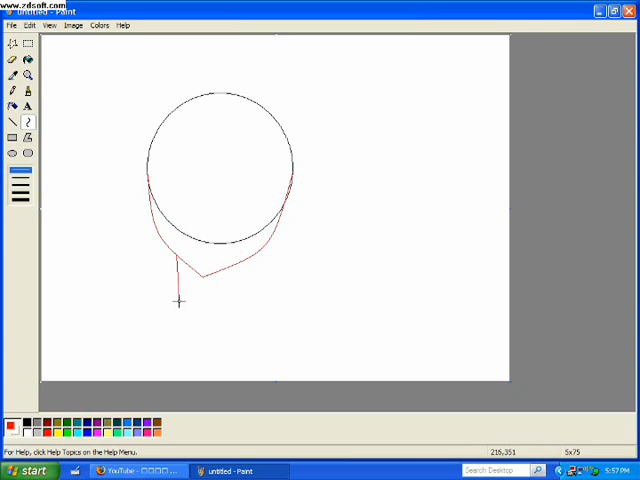 www.zdsoft.com
untitled - Paint
File Edit View Image Colors Help
A
For Help, click Help Topics on the Help Menu.
216,351
5x75
start
YouTube - □□□□ ...
untitled - Paint
Search Desktop
5:57 PM